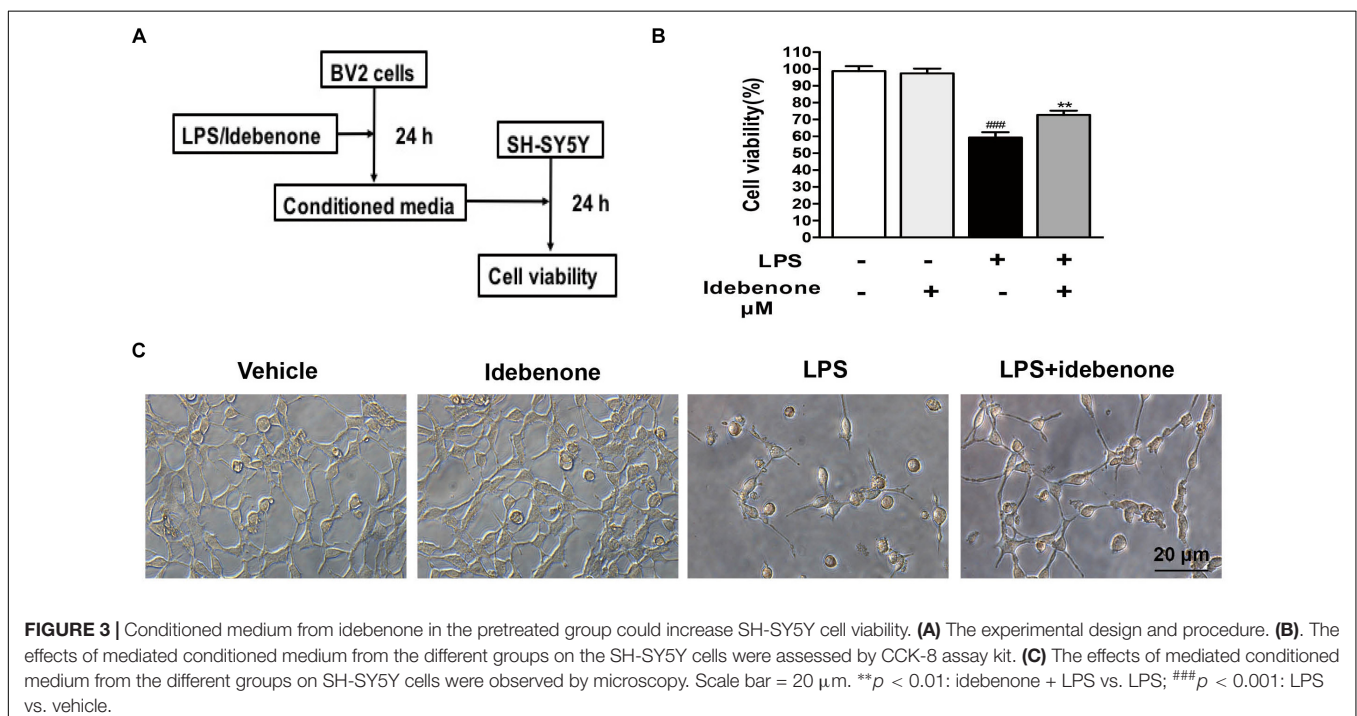 A
BV2 cells
LPS/Idebenone
24 h
SH-SY5Y
Conditioned media
24 h
Cell viability
B
Cell viability(%)
110
100
90
80
70
60
50
40
30
20
10
0
###
**
LPS - - + +
Idebenone - + - +
μM
C
Vehicle Idebenone LPS LPS+idebenone
20 μm
FIGURE 3 | Conditioned medium from idebenone in the pretreated group could increase SH-SY5Y cell viability. (A) The experimental design and procedure. (B). The
effects of mediated conditioned medium from the different groups on the SH-SY5Y cells were assessed by CCK-8 assay kit. (C) The effects of mediated conditioned
medium from the different groups on SH-SY5Y cells were observed by microscopy. Scale bar = 20 μm. **p < 0.01: idebenone + LPS vs. LPS; ###p < 0.001: LPS
vs. vehicle.